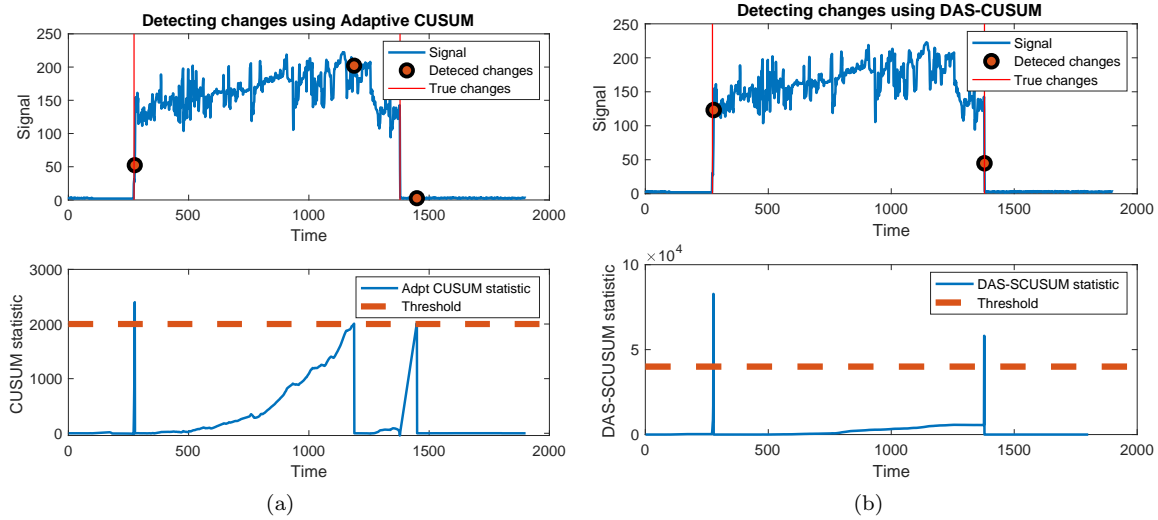 Detecting changes using Adaptive CUSUM
250
200
150
100
50
0
Signal
Signal
Deteced changes
True changes
0 500 1000 1500 2000
Time
3000
2000
1000
0
CUSUM statistic
Adpt CUSUM statistic
Threshold
0 500 1000 1500 2000
Time
(a)
Detecting changes using DAS-CUSUM
250
200
150
100
50
0
Signal
Signal
Deteced changes
True changes
0 500 1000 1500 2000
Time
×10^4
10
5
0
DAS-SCUSUM statistic
DAS-SCUSUM statistic
Threshold
0 500 1000 1500 2000
Time
(b)